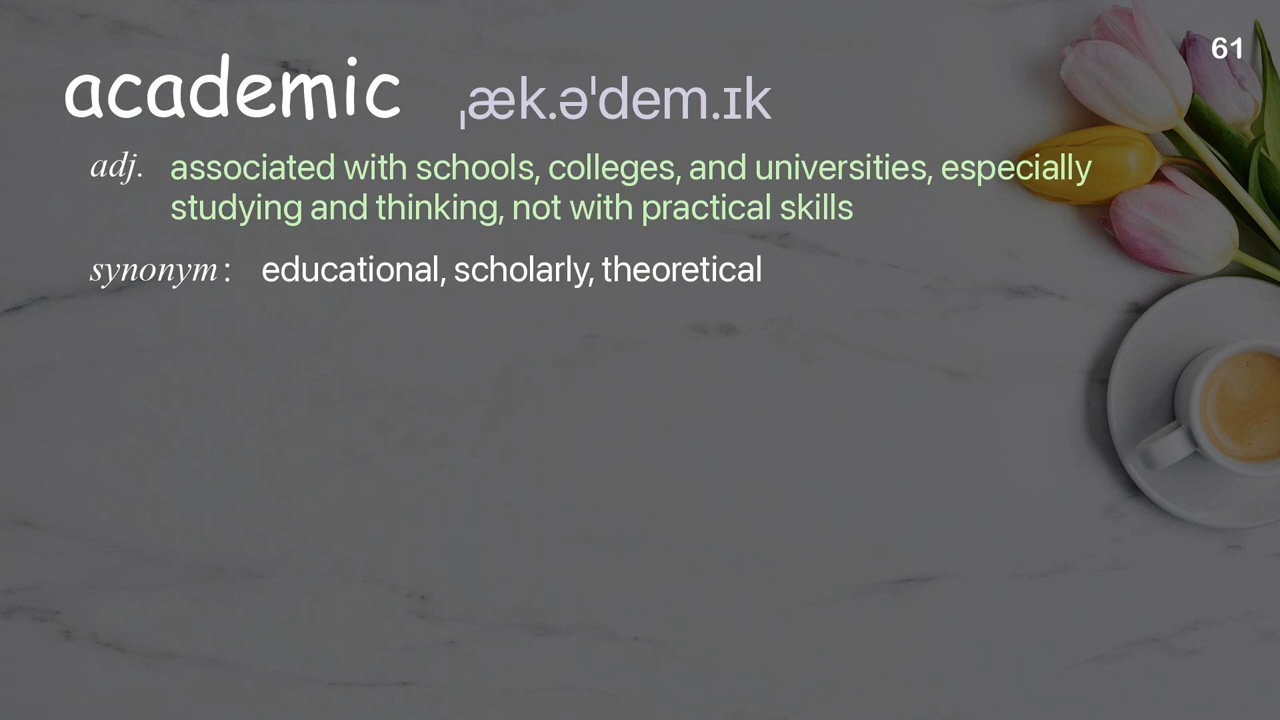 61
academic ˌæk.əˈdem.ɪk
adj. associated with schools, colleges, and universities, especially
studying and thinking, not with practical skills
synonym: educational, scholarly, theoretical